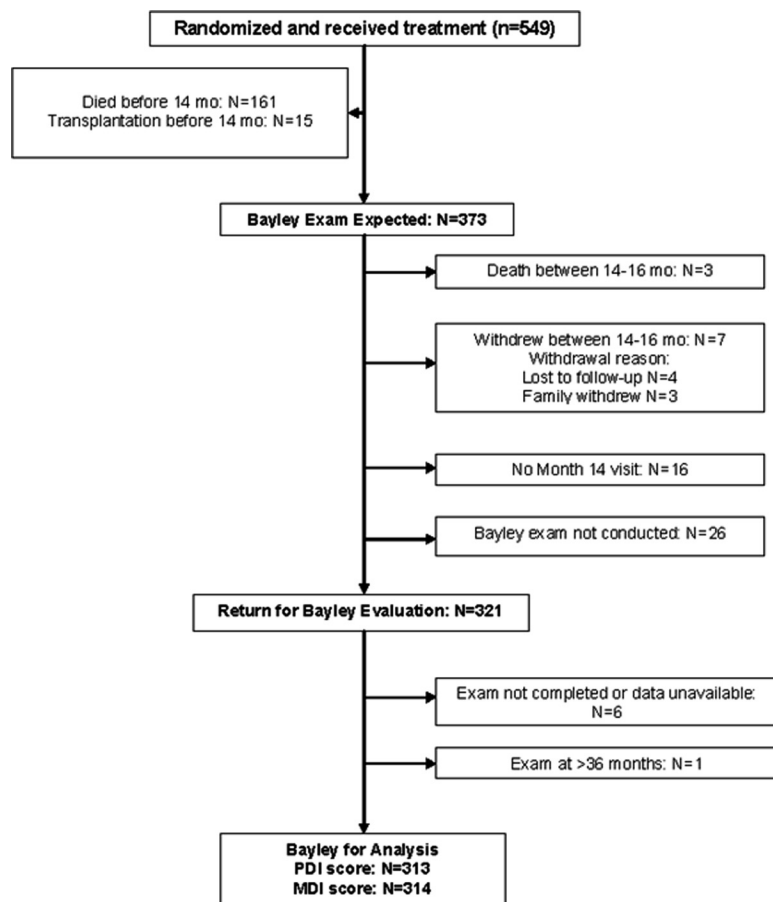 Randomized and received treatment (n=549)
Died before 14 mo: N=161
Transplantation before 14 mo: N=15
Bayley Exam Expected: N=373
Death between 14-16 mo: N=3
Withdrew between 14-16 mo: N=7
Withdrawal reason:
Lost to follow-up N=4
Family withdrew N=3
No Month 14 visit: N=16
Bayley exam not conducted: N=26
Return for Bayley Evaluation: N=321
Exam not completed or data unavailable:
N=6
Exam at >36 months: N=1
Bayley for Analysis
PDI score: N=313
MDI score: N=314